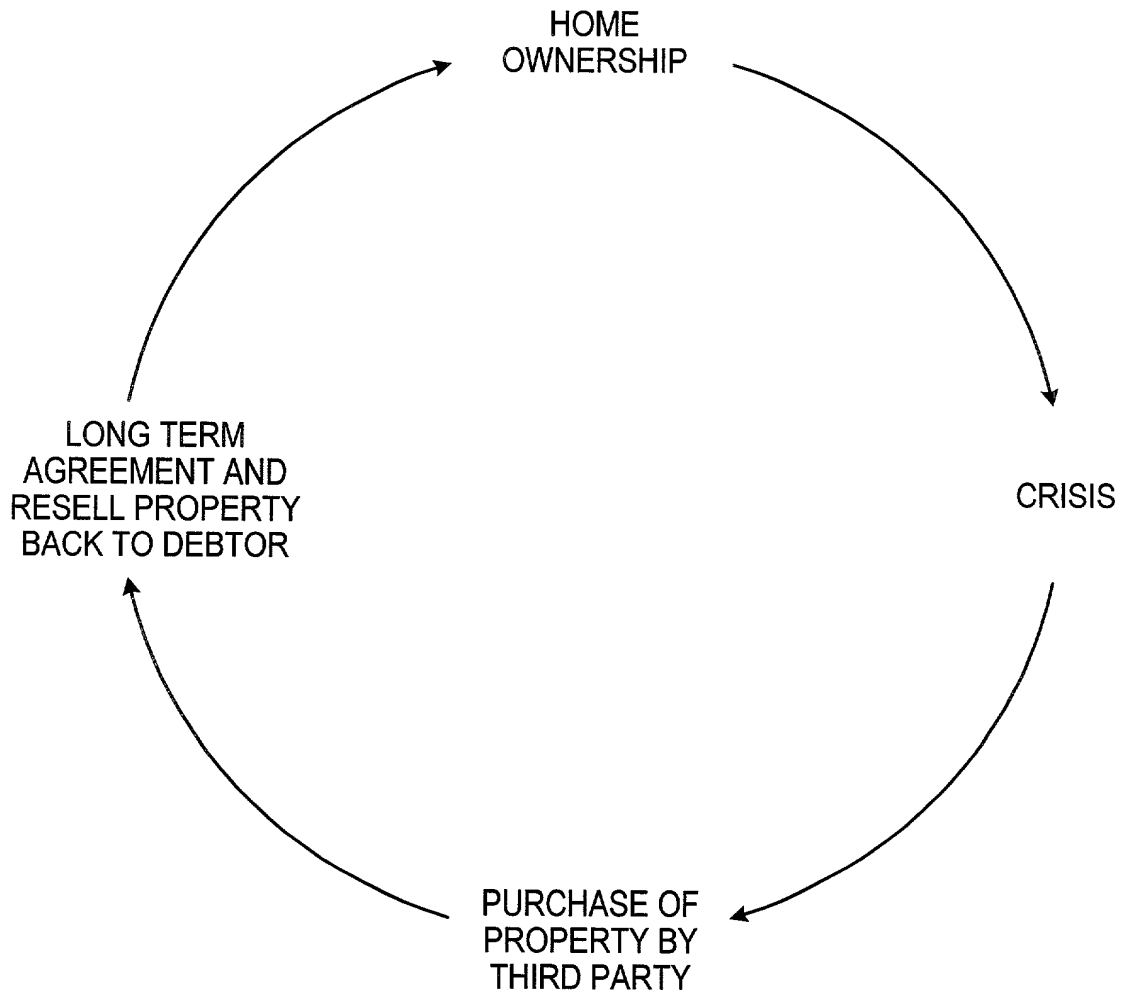 HOME
OWNERSHIP
CRISIS
PURCHASE OF
PROPERTY BY
THIRD PARTY
LONG TERM
AGREEMENT AND
RESELL PROPERTY
BACK TO DEBTOR